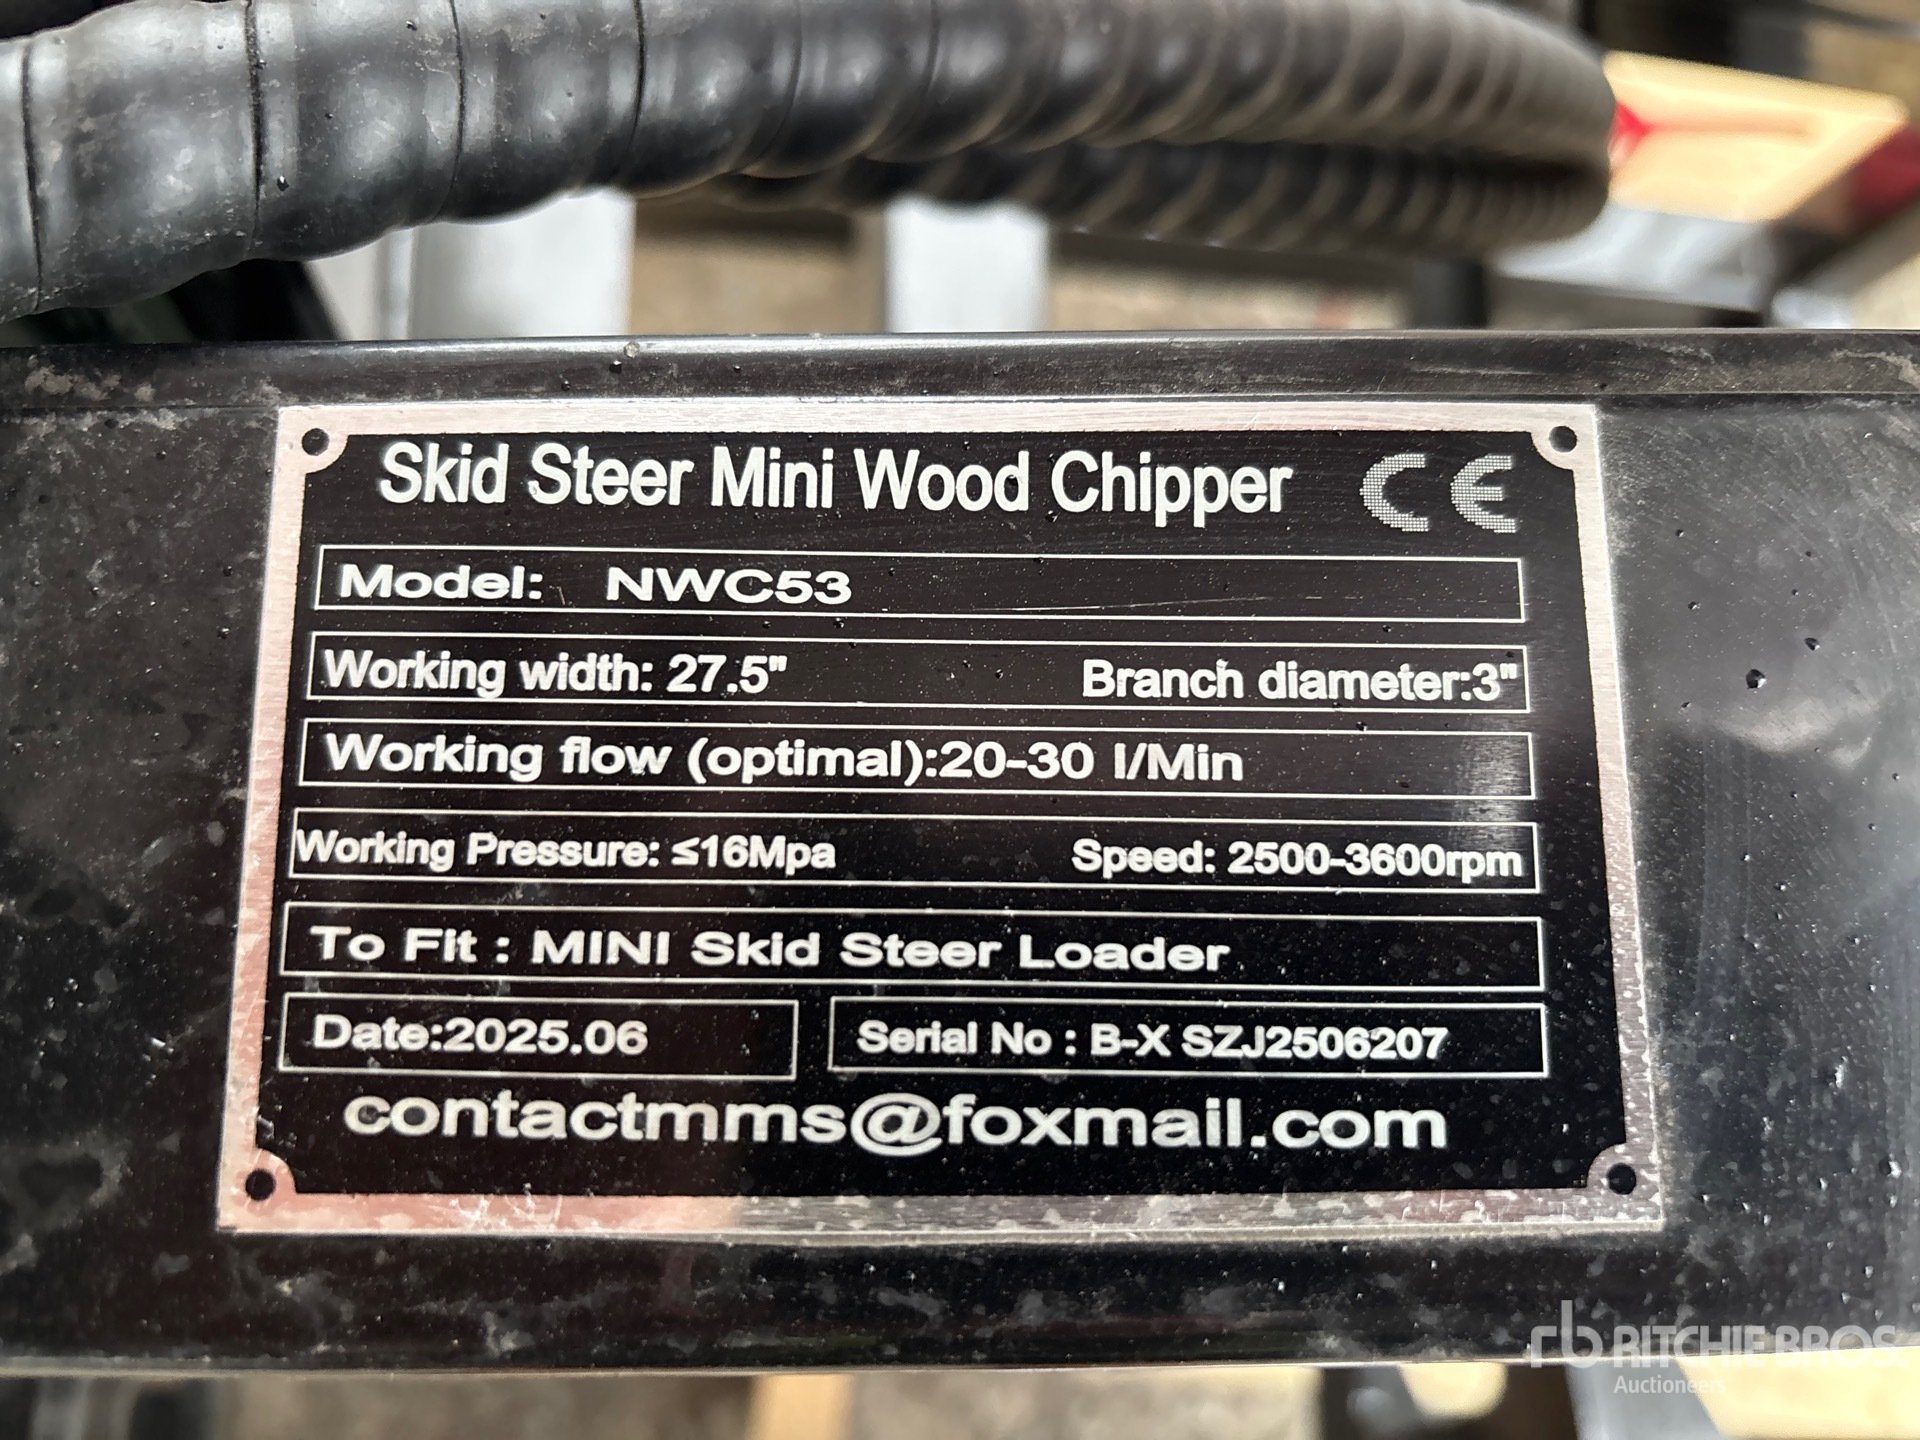 Skid Steer Mini Wood Chipper CE
Model: NWC53
Working width: 27.5" Branch diameter:3"
Working flow (optimal):20-30 l/Min
Working Pressure: ≤16Mpa Speed: 2500-3600rpm
To Fit : MINI Skid Steer Loader
Date:2025.06 Serial No : B-X SZJ2506207
contactmms@foxmail.com
rb RITCHIE BROS.
Auctioneers